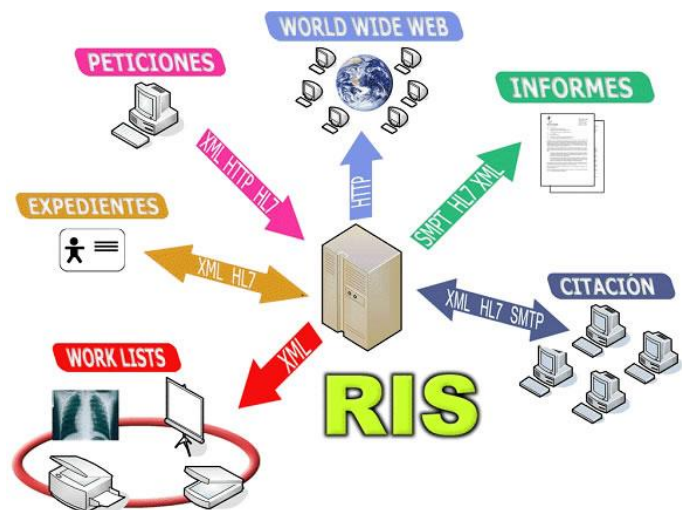 WORLD WIDE WEB
PETICIONES
INFORMES
XML HTTP HL7
HTTP
SMPT HL7 XML
EXPEDIENTES
XML HL7
XML HL7 SMTP
CITACIÓN
WORK LISTS
XML
RIS